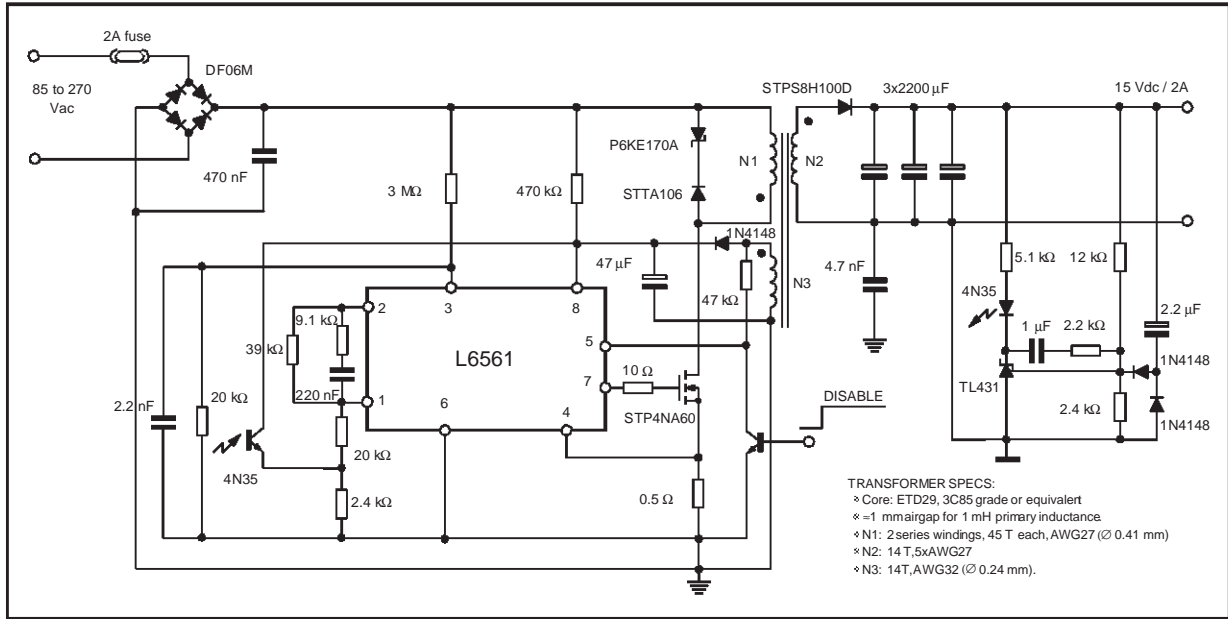 2A fuse
DF06M
85 to 270
Vac
STPS8H100D
3x2200 µF
15 Vdc / 2A
P6KE170A
N1
N2
470 nF
3 MΩ
470 kΩ
STTA106
1N4148
47 µF
47 kΩ
N3
4.7 nF
5.1 kΩ
12 kΩ
4N35
2.2 µF
1 µF
2.2 kΩ
1N4148
TL431
2.4 kΩ
1N4148
2
3
8
9.1 kΩ
39 kΩ
L6561
5
10 Ω
7
220 nF
1
6
4
STP4NA60
DISABLE
2.2 nF
20 kΩ
20 kΩ
4N35
2.4 kΩ
0.5 Ω
TRANSFORMER SPECS:
* Core: ETD29, 3C85 grade or equivalent
* ≈1 mm airgap for 1 mH primary inductance.
* N1: 2 series windings, 45 T each, AWG27 (∅ 0.41 mm)
* N2: 14 T, 5xAWG27
* N3: 14T, AWG32 (∅ 0.24 mm).